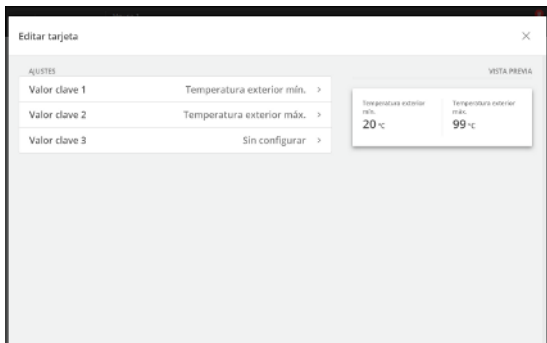 Editar tarjeta
AJUSTES
VISTA PREVIA
Valor clave 1 Temperatura exterior mín. >
Valor clave 2 Temperatura exterior máx. >
Valor clave 3 Sin configurar >
Temperatura exterior mín.
20 °C
Temperatura exterior máx.
99 °C